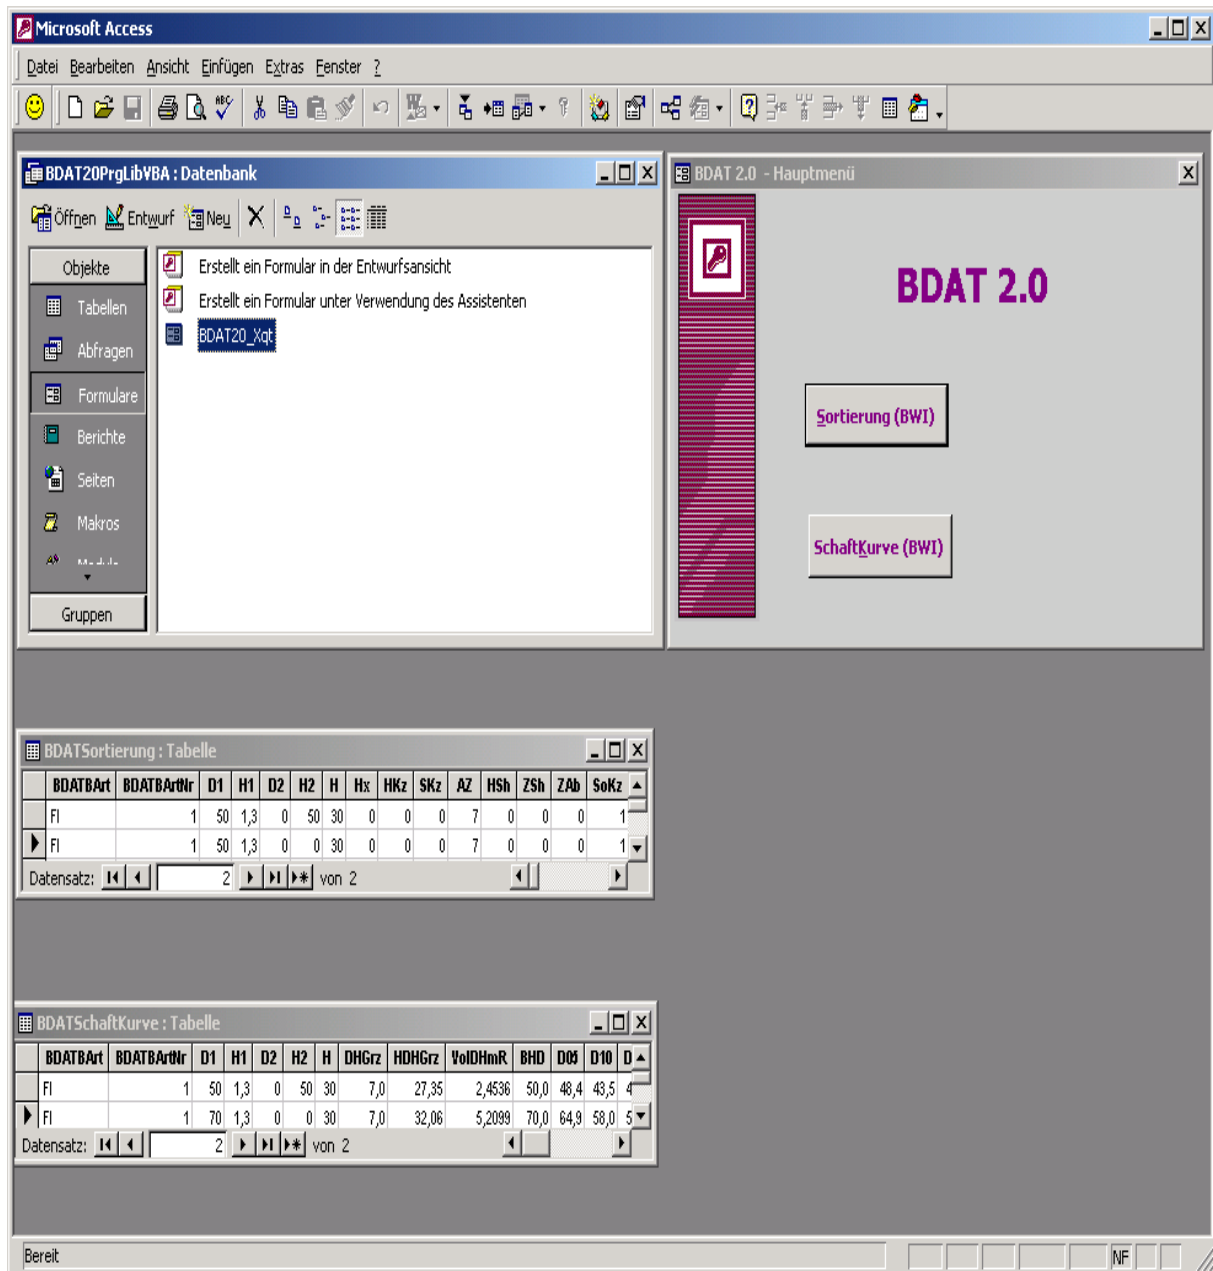 Microsoft Access
Datei Bearbeiten Ansicht Einfügen Extras Fenster ?
BDAT20PrgLibVBA : Datenbank
Öffnen Entwurf Neu
Objekte
Tabellen
Abfragen
Formulare
Berichte
Seiten
Makros
Gruppen
Erstellt ein Formular in der Entwurfsansicht
Erstellt ein Formular unter Verwendung des Assistenten
BDAT20_Xqt
BDAT 2.0 - Hauptmenü
BDAT 2.0
Sortierung (BWI)
SchaftKurve (BWI)
BDATSortierung : Tabelle
BDATBArt BDATBArtNr D1 H1 D2 H2 H Hx HKz SKz AZ HSh ZSh ZAb SoKz
FI 1 50 1,3 0 50 30 0 0 0 7 0 0 0 1
FI 1 50 1,3 0 0 30 0 0 0 7 0 0 0 1
Datensatz: 2 von 2
BDATSchaftKurve : Tabelle
BDATBArt BDATBArtNr D1 H1 D2 H2 H DHGrz HDHGrz VolDHmR BHD D05 D10 D
FI 1 50 1,3 0 50 30 7,0 27,35 2,4536 50,0 48,4 43,5 4
FI 1 70 1,3 0 0 30 7,0 32,06 5,2099 70,0 64,9 58,0 5
Datensatz: 2 von 2
Bereit NF